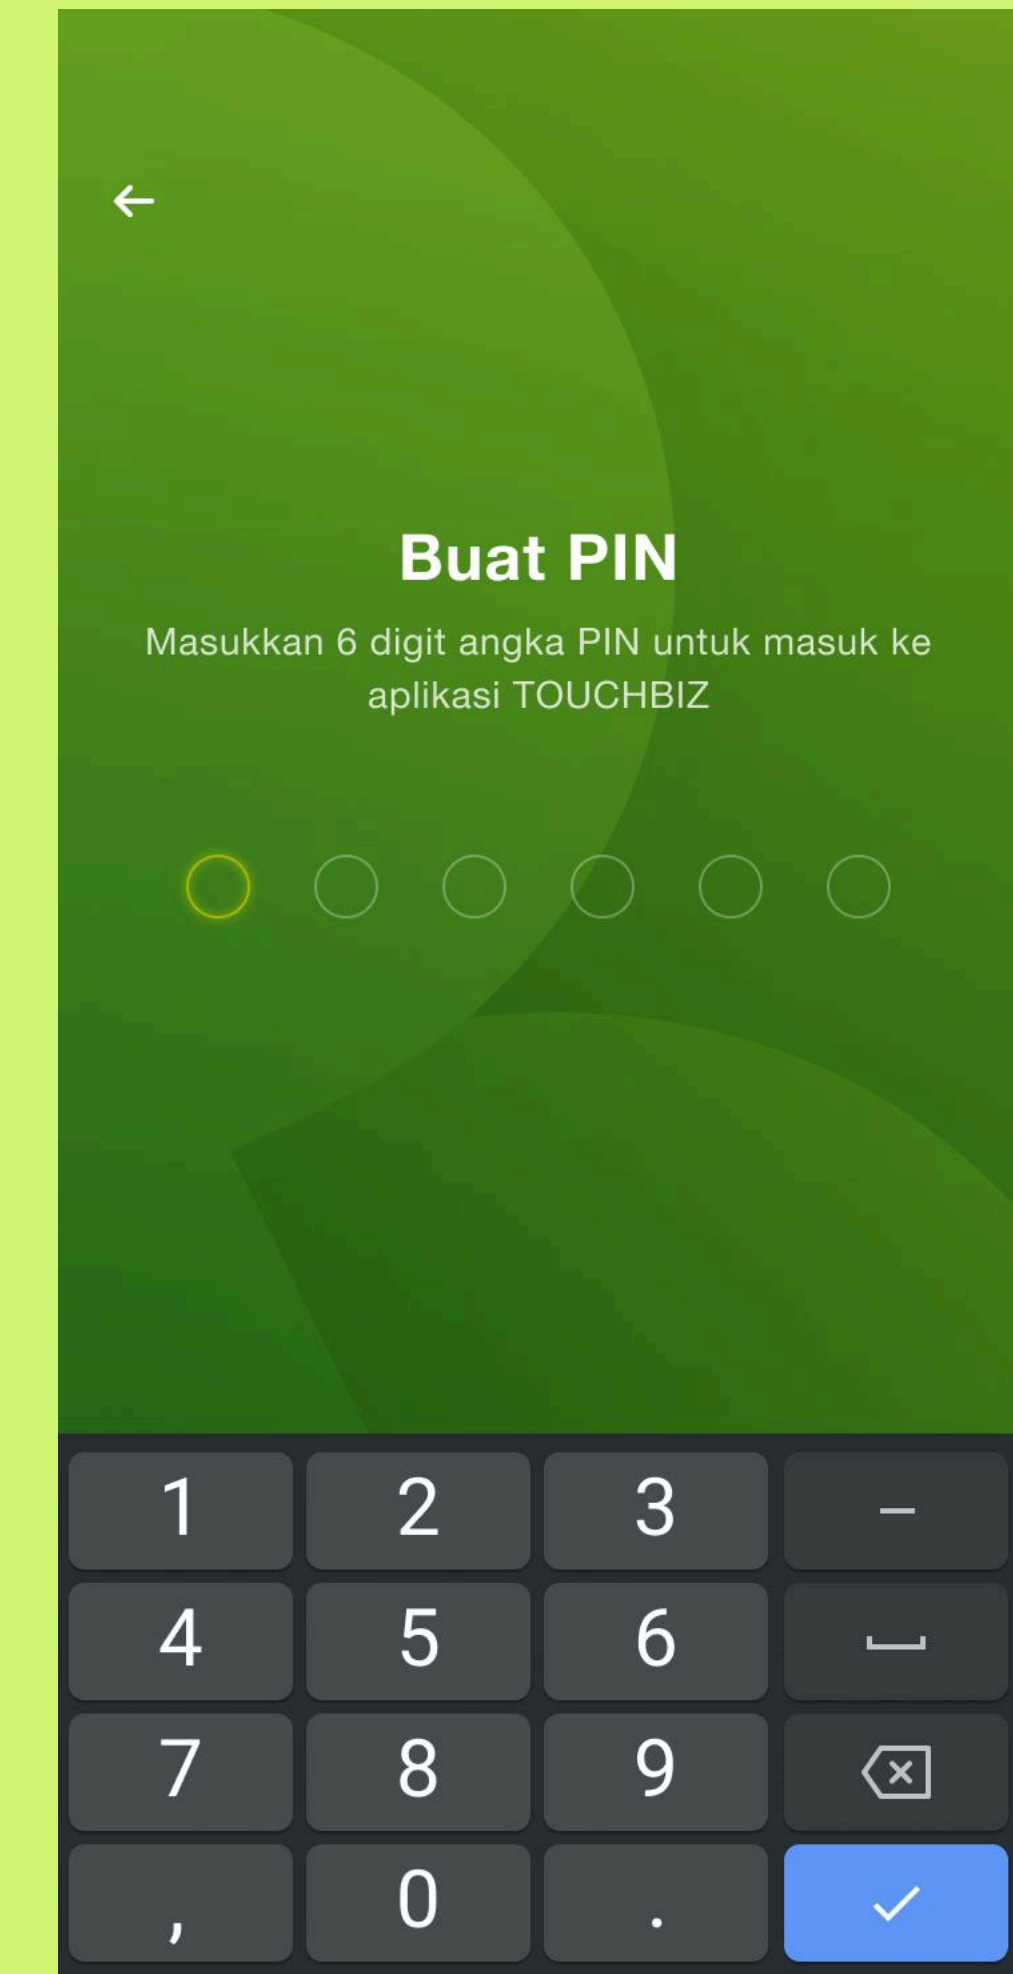 Buat PIN
Masukkan 6 digit angka PIN untuk masuk ke
aplikasi TOUCHBIZ
1 2 3 –
4 5 6
7 8 9
, 0 .